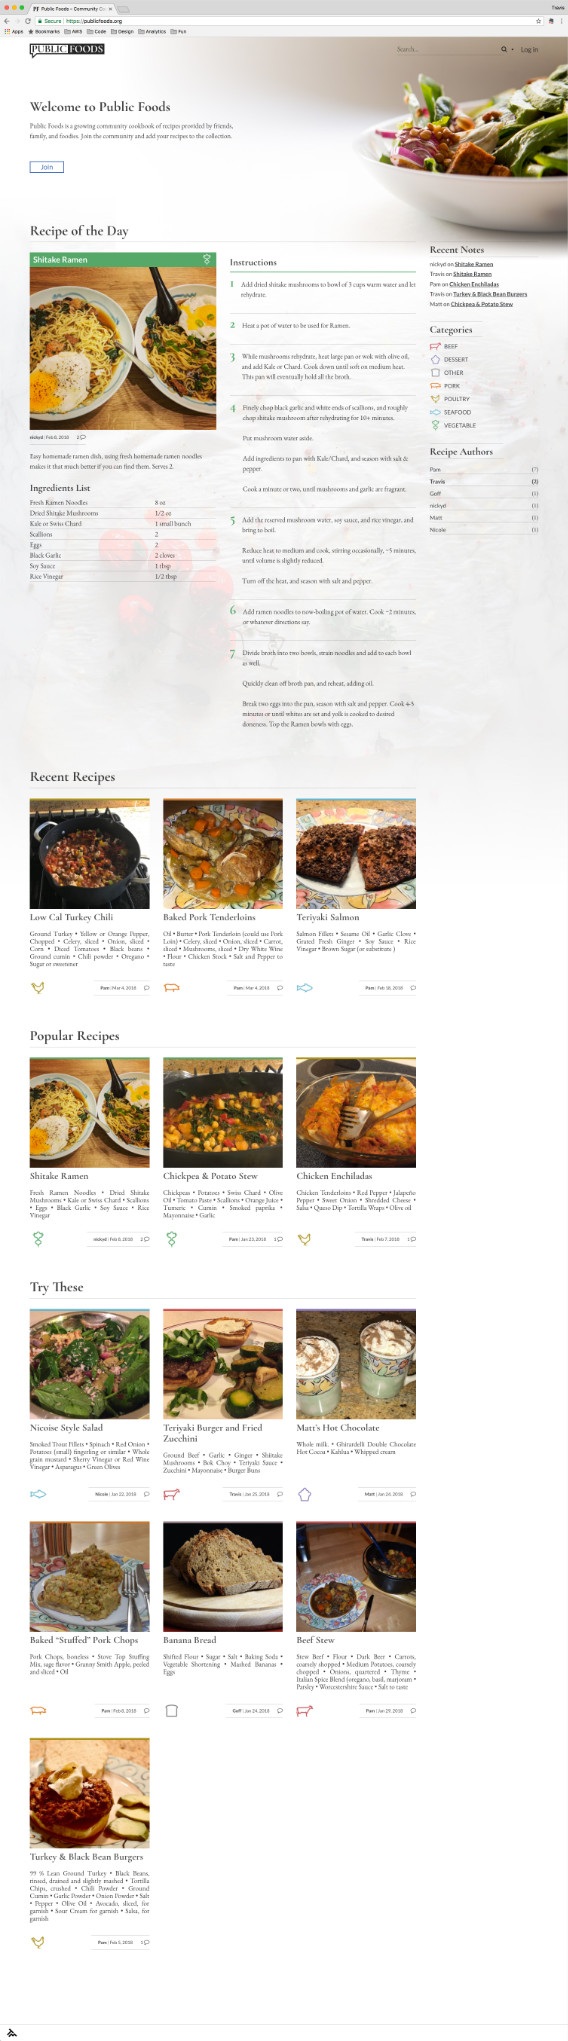 Public Foods – Community Co
Travis
Secure https://publicfoods.org
Apps Bookmarks AWS Code Design Analytics Fun
PUBLIC FOODS
Search..
Log In
Welcome to Public Foods
Public Foods is a growing community cookbook of recipes provided by friends,
family, and foodies. Join the community and add your recipes to the collection.
Join
Recipe of the Day
Shitake Ramen
nickyd | Feb 8, 2018 2
Easy homemade ramen dish, using fresh homemade ramen noodles
makes it that much better if you can find them. Serves 2.
Ingredients List
Fresh Ramen Noodles 8 oz
Dried Shitake Mushrooms 1/2 oz
Kale or Swiss Chard 1 small bunch
Scallions 2
Eggs 2
Black Garlic 2 cloves
Soy Sauce 1 tbsp
Rice Vinegar 1/2 tbsp
Instructions
1 Add dried shitake mushrooms to bowl of 3 cups warm water and let
rehydrate.
2 Heat a pot of water to be used for Ramen.
3 While mushrooms rehydrate, heat large pan or wok with olive oil,
and add Kale or Chard. Cook down until soft on medium heat.
This pan will eventually hold all the broth.
4 Finely chop black garlic and white ends of scallions, and roughly
chop shitake mushroom after rehydrating for 10+ minutes.
Put mushroom water aside.
Add ingredients to pan with Kale/Chard, and season with salt &
pepper.
Cook a minute or two, until mushrooms and garlic are fragrant.
5 Add the reserved mushroom water, soy sauce, and rice vinegar, and
bring to boil.
Reduce heat to medium and cook, stirring occasionally, ~5 minutes,
until volume is slightly reduced.
Turn off the heat, and season with salt and pepper.
6 Add ramen noodles to now-boiling pot of water. Cook ~2 minutes,
or whatever directions say.
7 Divide broth into two bowls, strain noodles and add to each bowl
as well.
Quickly clean off broth pan, and reheat, adding oil.
Break two eggs into the pan, season with salt and pepper. Cook 4-5
minutes or until whites are set and yolk is cooked to desired
doneness. Top the Ramen bowls with eggs.
Recent Notes
nickyd on Shitake Ramen
Travis on Shitake Ramen
Pam on Chicken Enchiladas
Travis on Turkey & Black Bean Burgers
Matt on Chickpea & Potato Stew
Categories
BEEF
DESSERT
OTHER
PORK
POULTRY
SEAFOOD
VEGETABLE
Recipe Authors
Pam (7)
Travis (2)
Geff (1)
nickyd (1)
Matt (1)
Nicole (1)
Recent Recipes
Low Cal Turkey Chili
Ground Turkey • Yellow or Orange Pepper,
Chopped • Celery, sliced • Onion, sliced •
Corn • Diced Tomatoes • Black beans •
Ground cumin • Chili powder • Oregano •
Sugar or sweetener
Pam | Mar 4, 2018
Baked Pork Tenderloins
Oil • Butter • Pork Tenderloin (could use Pork
Loin) • Celery, sliced • Onion, sliced • Carrot,
sliced • Mushrooms, sliced • Dry White Wine
• Flour • Chicken Stock • Salt and Pepper to
taste
Pam | Mar 4, 2018
Teriyaki Salmon
Salmon Fillets • Sesame Oil • Garlic Clove •
Grated Fresh Ginger • Soy Sauce • Rice
Vinegar • Brown Sugar (or substitute )
Pam | Feb 18, 2018
Popular Recipes
Shitake Ramen
Fresh Ramen Noodles • Dried Shitake
Mushrooms • Kale or Swiss Chard • Scallions
• Eggs • Black Garlic • Soy Sauce • Rice
Vinegar
nickyd | Feb 8, 2018 2
Chickpea & Potato Stew
Chickpeas • Potatoes • Swiss Chard • Olive
Oil • Tomato Paste • Scallions • Orange Juice •
Tumeric • Cumin • Smoked paprika •
Mayonnaise • Garlic
Pam | Jan 23, 2018 1
Chicken Enchiladas
Chicken Tenderloins • Red Pepper • Jalapeño
Pepper • Sweet Onion • Shredded Cheese •
Salsa • Queso Dip • Tortilla Wraps • Olive oil
Travis | Feb 7, 2018 1
Try These
Nicoise Style Salad
Smoked Trout Fillets • Spinach • Red Onion •
Potatoes (small) fingerling or similar • Whole
grain mustard • Sherry Vinegar or Red Wine
Vinegar • Asparagus • Green Olives
Nicole | Jan 22, 2018
Teriyaki Burger and Fried
Zucchini
Ground Beef • Garlic • Ginger • Shiitake
Mushrooms • Bok Choy • Teriyaki Sauce •
Zucchini • Mayonnaise • Burger Buns
Travis | Jan 25, 2018
Matt's Hot Chocolate
Whole milk. • Ghirardelli Double Chocolate
Hot Cocoa • Kahlua • Whipped cream
Matt | Jan 24, 2018
Baked “Stuffed” Pork Chops
Pork Chops, boneless • Stove Top Stuffing
Mix, sage flavor • Granny Smith Apple, peeled
and sliced • Oil
Pam | Feb 8, 2018
Banana Bread
Shifted Flour • Sugar • Salt • Baking Soda •
Vegetable Shortening • Mashed Bananas •
Eggs
Geff | Jan 24, 2018
Beef Stew
Stew Beef • Flour • Dark Beer • Carrots,
coarsely chopped • Medium Potatoes, coarsely
chopped • Onions, quartered • Thyme •
Italian Spice Blend (oregano, basil, marjoram •
Parsley • Worcestershire Sauce • Salt to taste
Pam | Jan 29, 2018
Turkey & Black Bean Burgers
99 % Lean Ground Turkey • Black Beans,
rinsed, drained and slightly mashed • Tortilla
Chips, crushed • Chili Powder • Ground
Cumin • Garlic Powder • Onion Powder • Salt
• Pepper • Olive Oil • Avocado, sliced, for
garnish • Sour Cream for garnish • Salsa, for
garnish
Pam | Feb 5, 2018 1